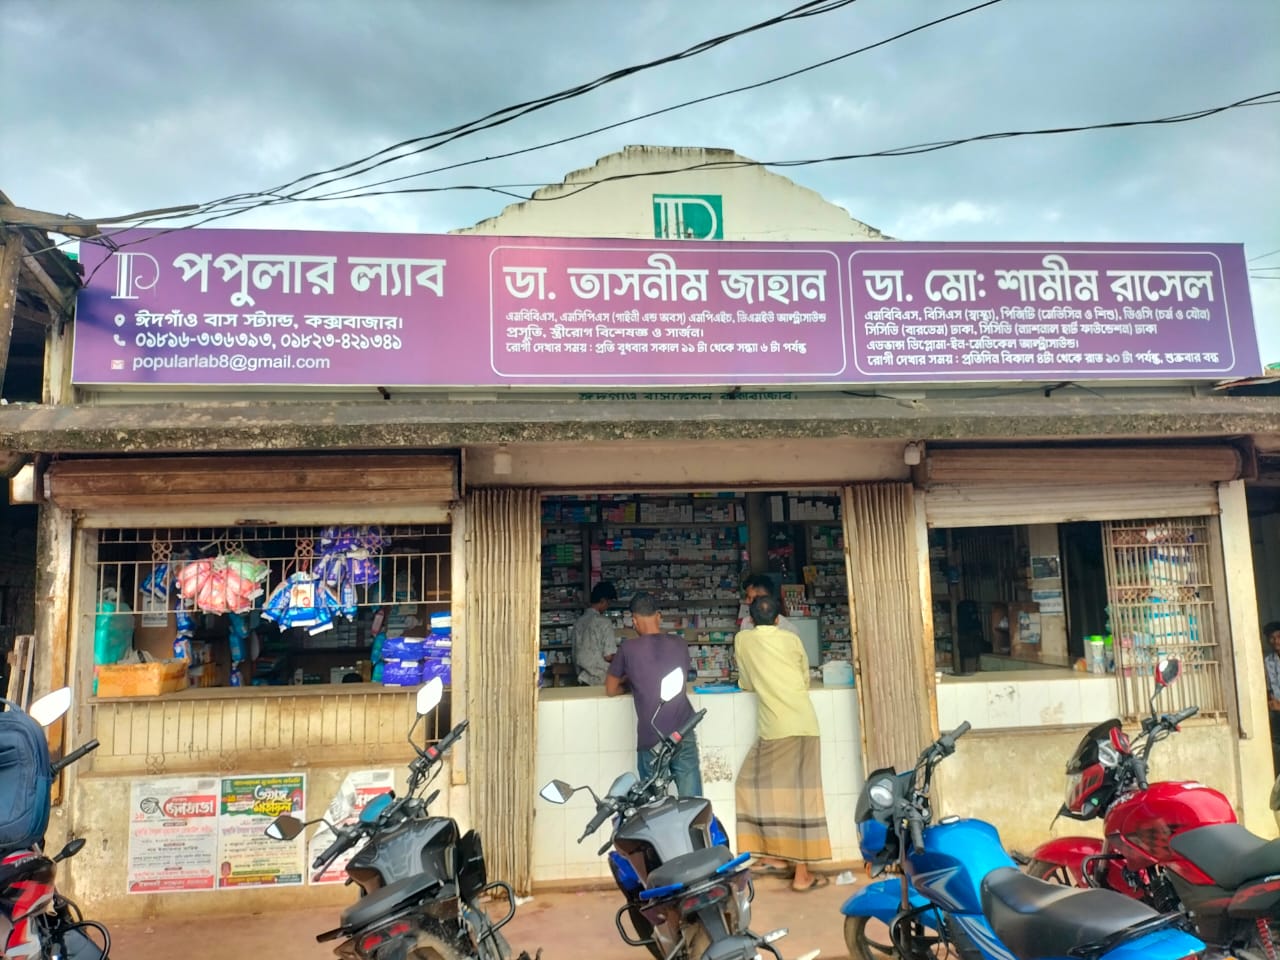 পপুলার ল্যাব
ঈদগাঁও বাস স্ট্যান্ড, কক্সবাজার।
০১৮১৬-৩৩৬৩১৩, ০১৮২৩-৪২১৩৪১
popularlab8@gmail.com
ডা. তাসনীম জাহান
এমবিবিএস, এমসিপিএস (গাইনী এন্ড অবস) এমপিএইচ, ডিএমইউ আল্ট্রাসাউন্ড
প্রসুতি, স্ত্রীরোগ বিশেষজ্ঞ ও সার্জন।
রোগী দেখার সময় : প্রতি বুধবার সকাল ১১ টা থেকে সন্ধ্যা ৬ টা পর্যন্ত
ডা. মো: শামীম রাসেল
এমবিবিএস, বিসিএস (স্বাস্থ্য), পিজিটি (মেডিসিন ও শিশু), ডিওসি (চর্ম ও যৌন)
সিসিডি (বারডেম) ঢাকা, সিসিডি (ন্যাশনাল হার্ট ফাউন্ডেশন) ঢাকা
এডভান্স ডিপ্লোমা-ইন-মেডিকেল আল্ট্রাসাউন্ড।
রোগী দেখার সময় : প্রতিদিন বিকাল ৪টা থেকে রাত ১০ টা পর্যন্ত, শুক্রবার বন্ধ